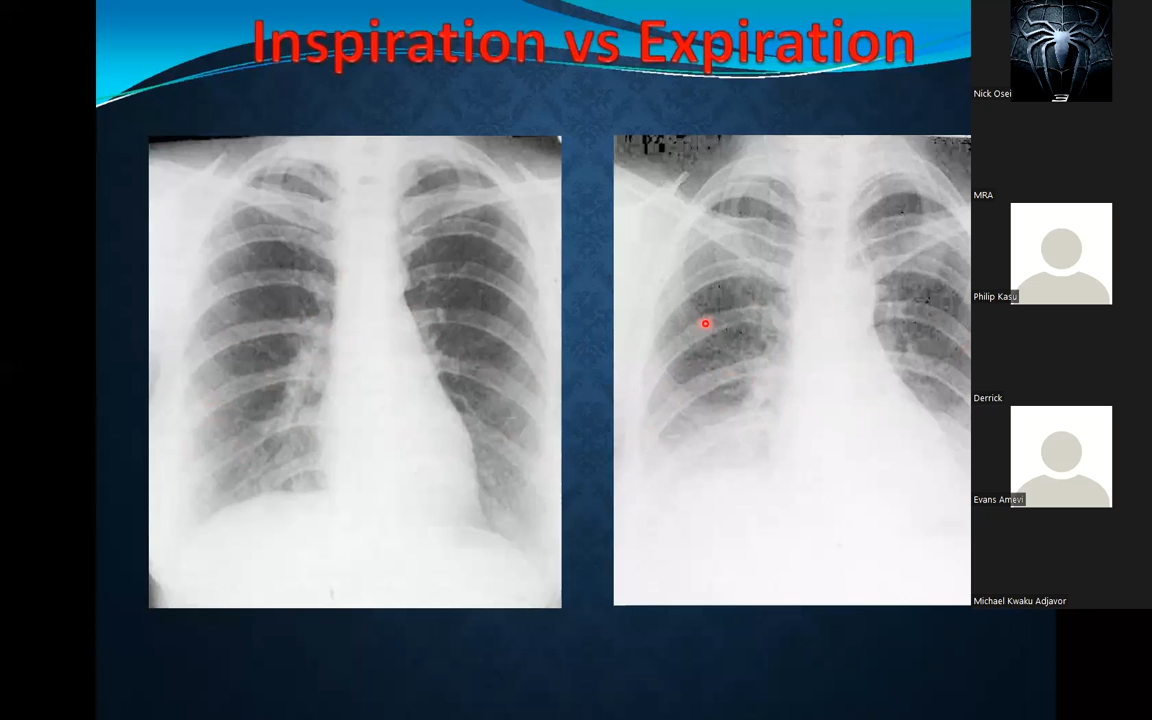 Inspiration vs Expiration
Nick Osei
MRA
Philip Kasu
Derrick
Evans Amevi
Michael Kwaku Adjavor